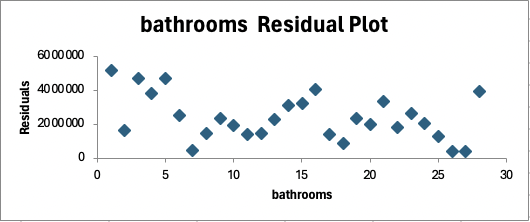 bathrooms  Residual Plot
6000000
4000000
2000000
0
Residuals
0 5 10 15 20 25 30
bathrooms